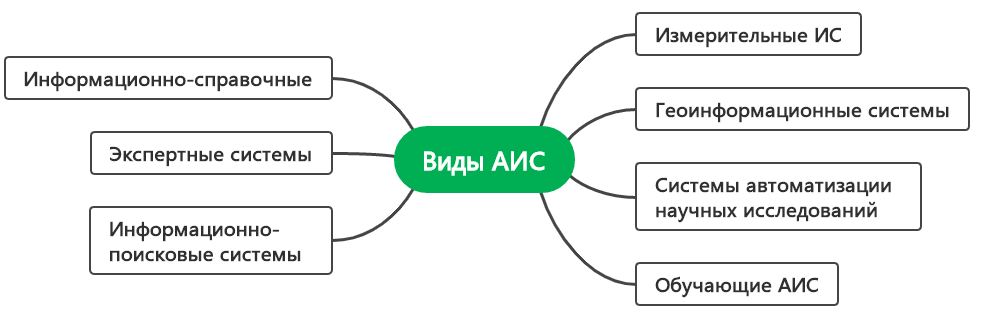 Виды АИС
Информационно-справочные
Экспертные системы
Информационно-
поисковые системы
Измерительные ИС
Геоинформационные системы
Системы автоматизации
научных исследований
Обучающие АИС